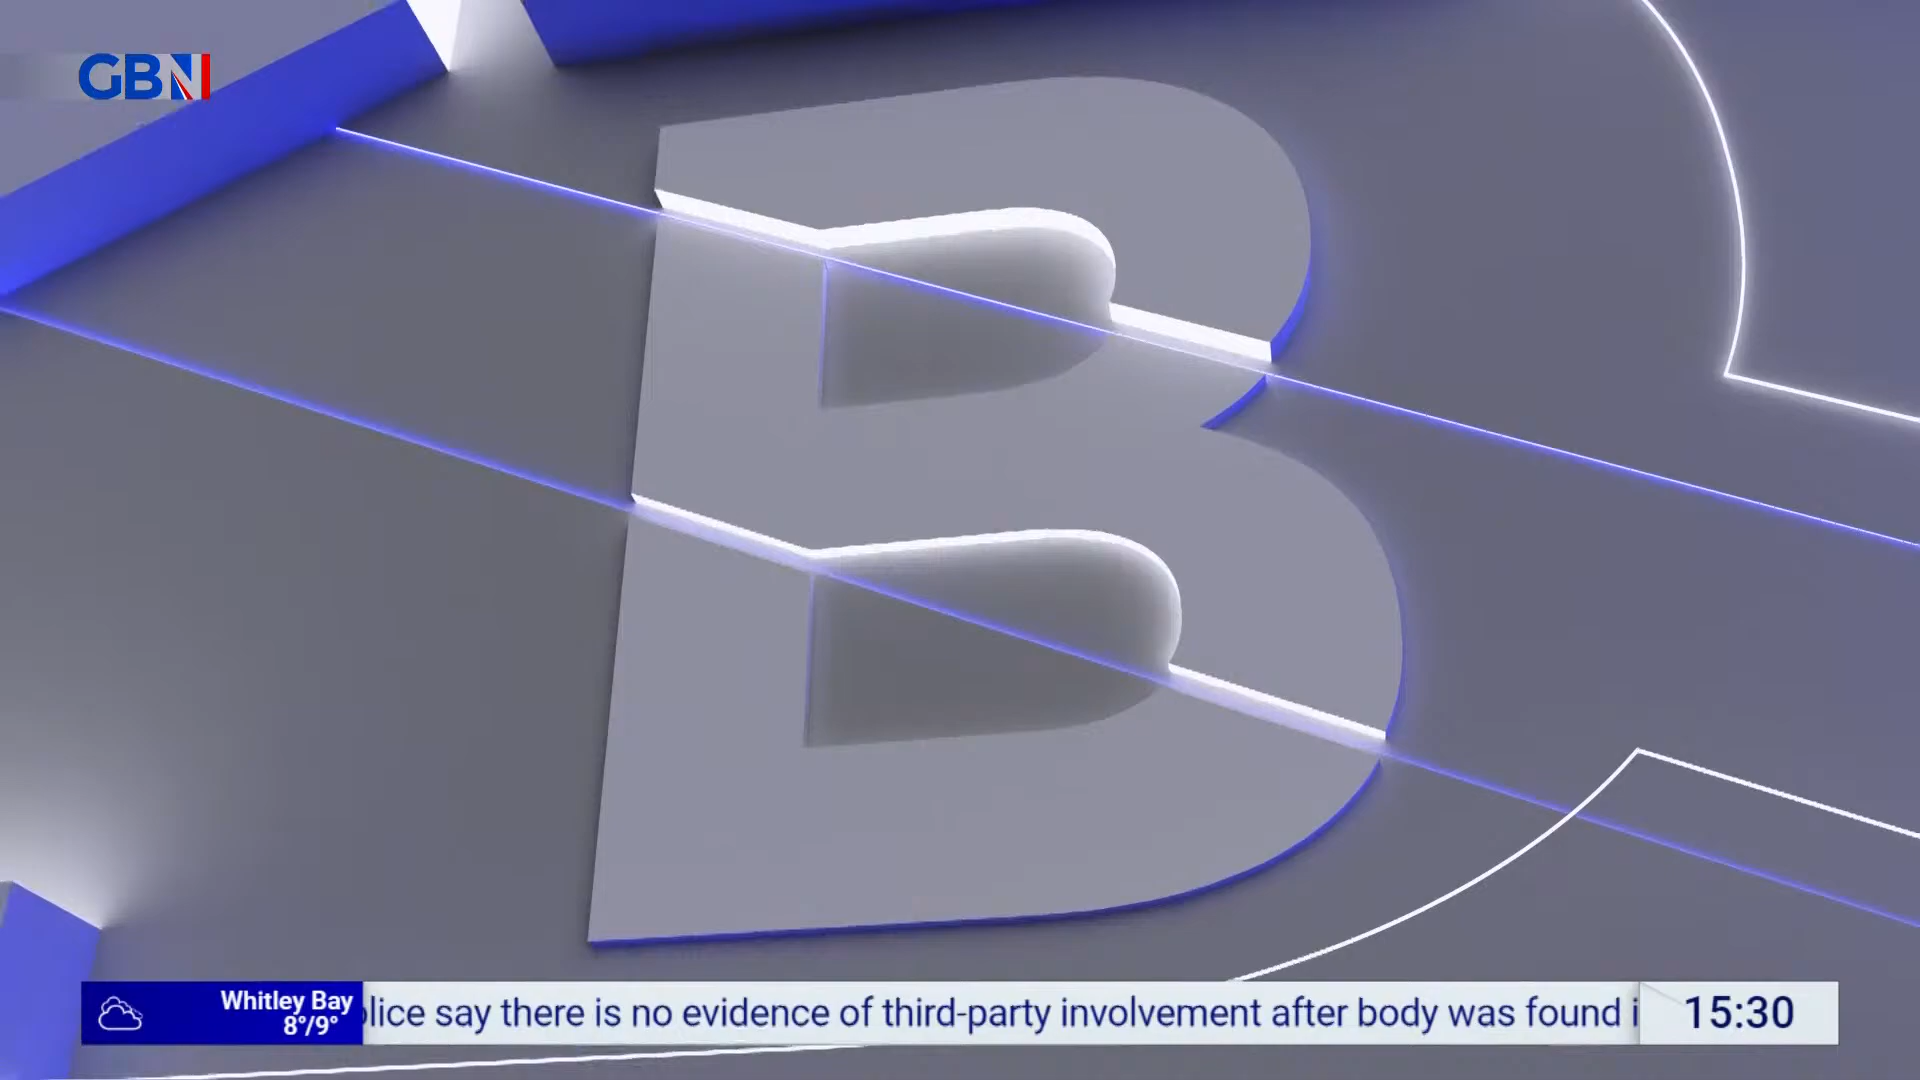 GBN
B
Whitley Bay
8°/9°
lice say there is no evidence of third-party involvement after body was found i
15:30